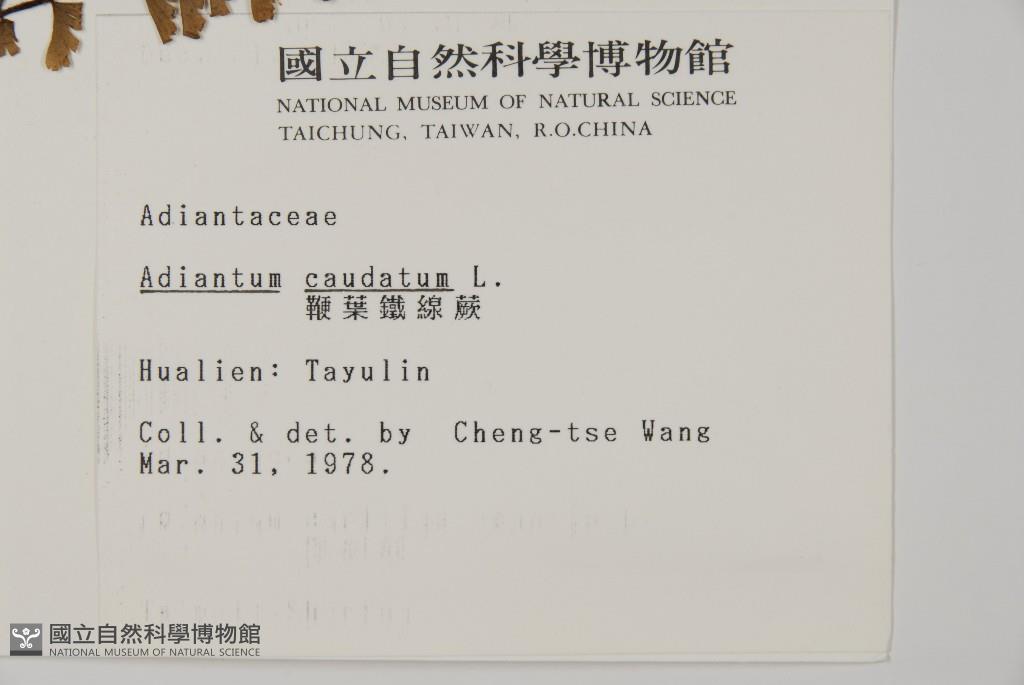 國立自然科學博物館
NATIONAL MUSEUM OF NATURAL SCIENCE
TAICHUNG, TAIWAN, R.O.CHINA
Adiantaceae
Adiantum caudatum L.
鞭葉鐵線蕨
Hualien: Tayulin
Coll. & det. by Cheng-tse Wang
Mar. 31, 1978.
國立自然科學博物館
NATIONAL MUSEUM OF NATURAL SCIENCE